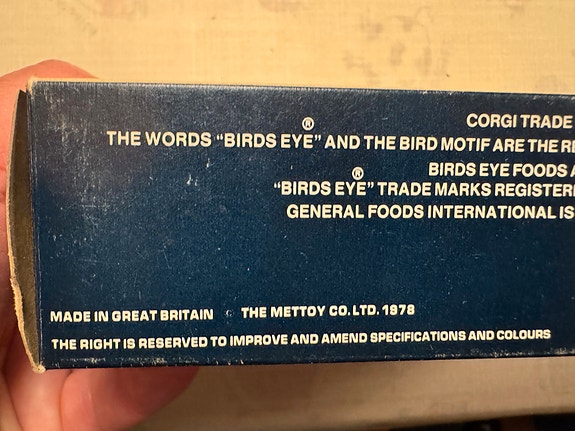 CORGI TRADE
®
THE WORDS “BIRDS EYE” AND THE BIRD MOTIF ARE THE RE
BIRDS EYE FOODS A
®
“BIRDS EYE” TRADE MARKS REGISTER
GENERAL FOODS INTERNATIONAL IS
MADE IN GREAT BRITAIN © THE METTOY CO. LTD. 1978
THE RIGHT IS RESERVED TO IMPROVE AND AMEND SPECIFICATIONS AND COLOURS